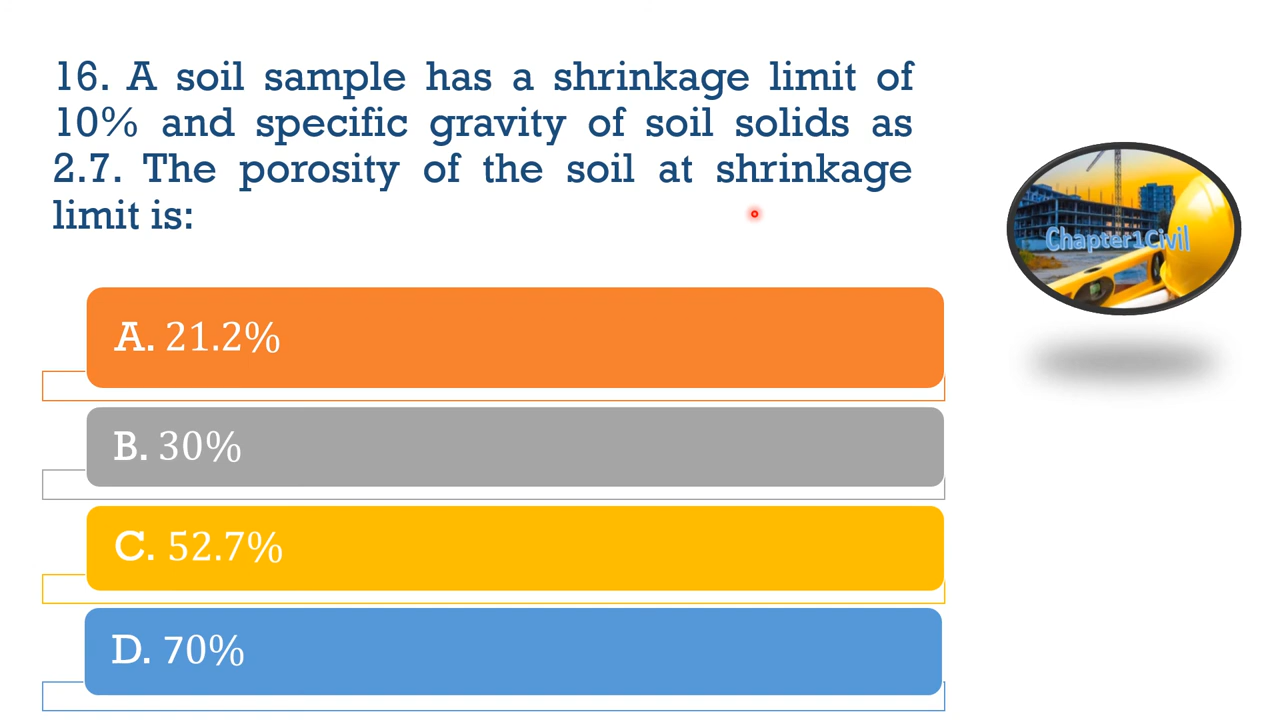 16. A soil sample has a shrinkage limit of
10% and specific gravity of soil solids as
2.7. The porosity of the soil at shrinkage
limit is:
Chapter1Civil
A. 21.2%
B. 30%
C. 52.7%
D. 70%